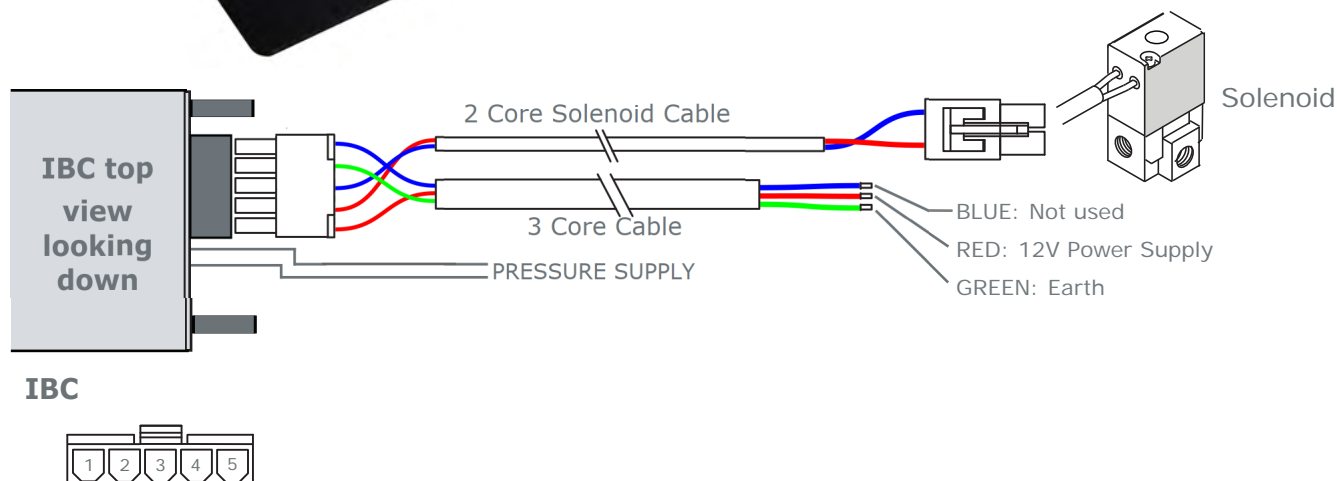 2 Core Solenoid Cable
Solenoid
IBC top
view
looking
down
3 Core Cable
BLUE: Not used
RED: 12V Power Supply
GREEN: Earth
PRESSURE SUPPLY
IBC
1 2 3 4 5